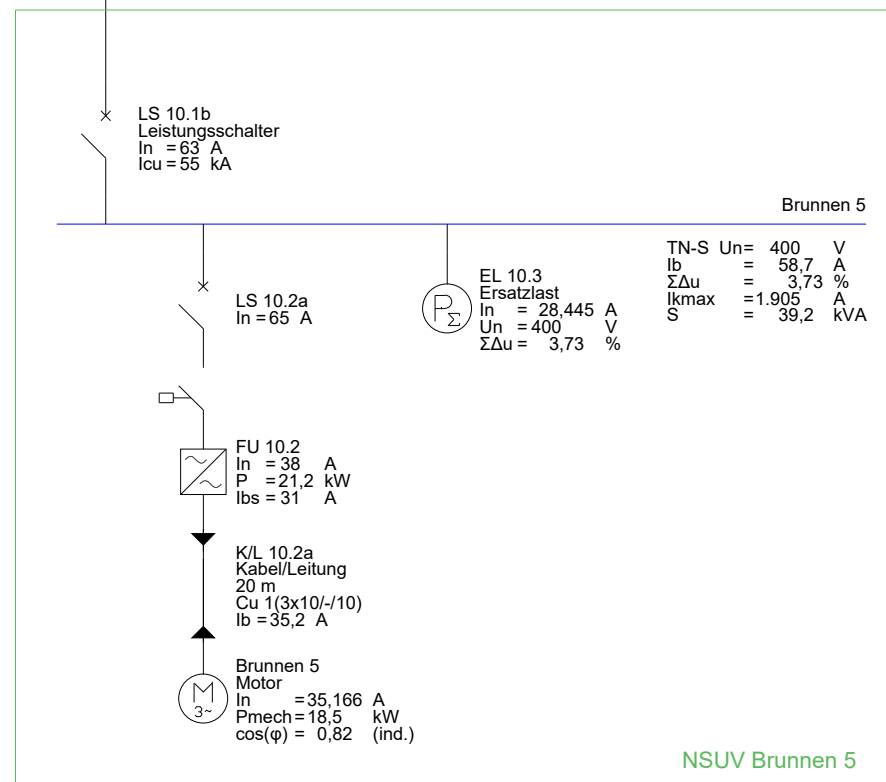 LS 10.1b
Leistungsschalter
In = 63 A
Icu = 55 kA
Brunnen 5
TN-S Un= 400 V
Ib = 58,7 A
ΣΔu = 3,73 %
Ikmax =1.905 A
S = 39,2 kVA
LS 10.2a
In = 65 A
EL 10.3
Ersatzlast
In = 28,445 A
Un = 400 V
ΣΔu = 3,73 %
P Σ
FU 10.2
In = 38 A
P = 21,2 kW
Ibs = 31 A
K/L 10.2a
Kabel/Leitung
20 m
Cu 1(3x10/-/10)
Ib = 35,2 A
Brunnen 5
Motor
In = 35,166 A
Pmech = 18,5 kW
cos(φ) = 0,82 (ind.)
M
3~
NSUV Brunnen 5